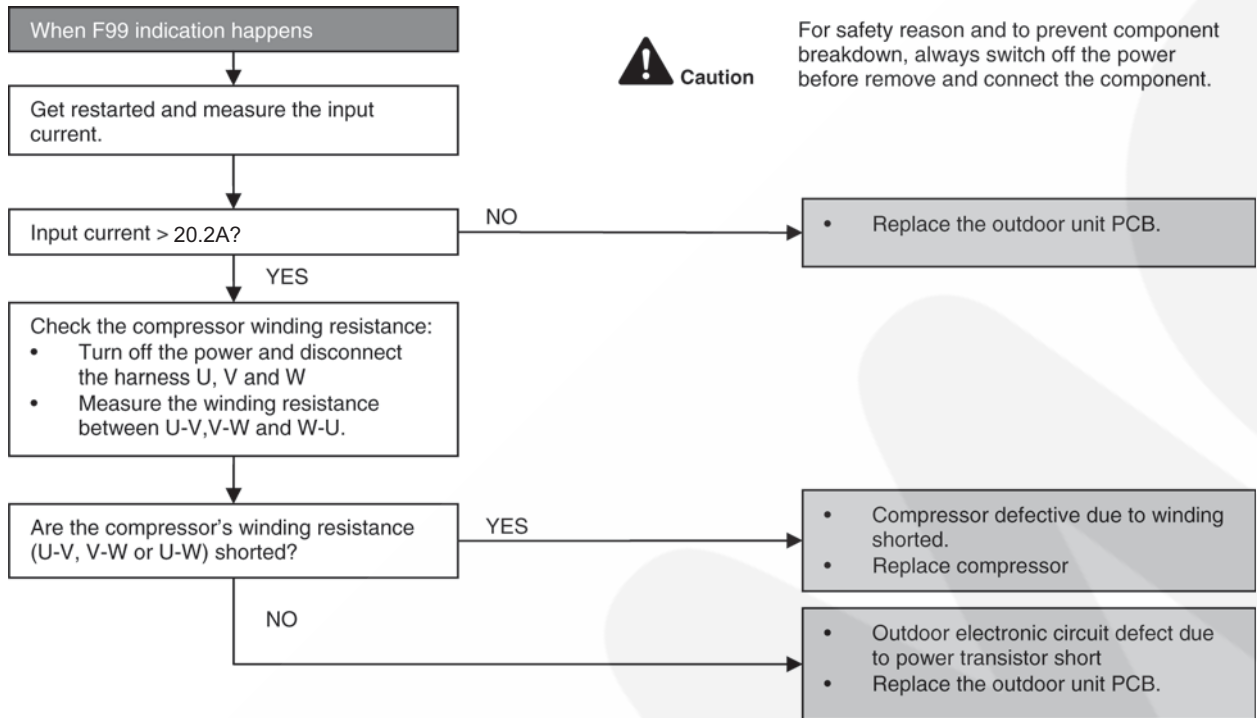 When F99 indication happens
Caution
For safety reason and to prevent component
breakdown, always switch off the power
before remove and connect the component.
Get restarted and measure the input
current.
Input current > 20.2A?
NO
• Replace the outdoor unit PCB.
YES
Check the compressor winding resistance:
• Turn off the power and disconnect
the harness U, V and W
• Measure the winding resistance
between U-V,V-W and W-U.
Are the compressor's winding resistance
(U-V, V-W or U-W) shorted?
YES
• Compressor defective due to winding
shorted.
• Replace compressor
NO
• Outdoor electronic circuit defect due
to power transistor short
• Replace the outdoor unit PCB.